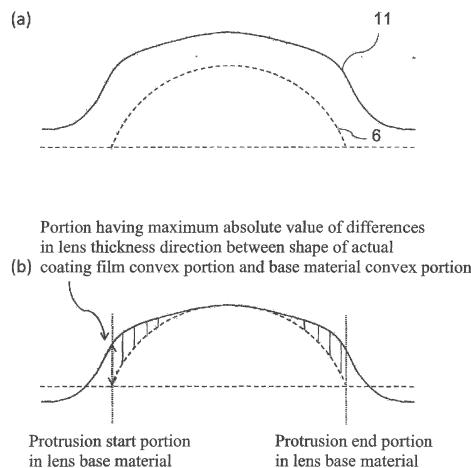 (a)
11
6
Portion having maximum absolute value of differences
in lens thickness direction between shape of actual
(b) coating film convex portion and base material convex portion
Protrusion start portion
in lens base material
Protrusion end portion
in lens base material